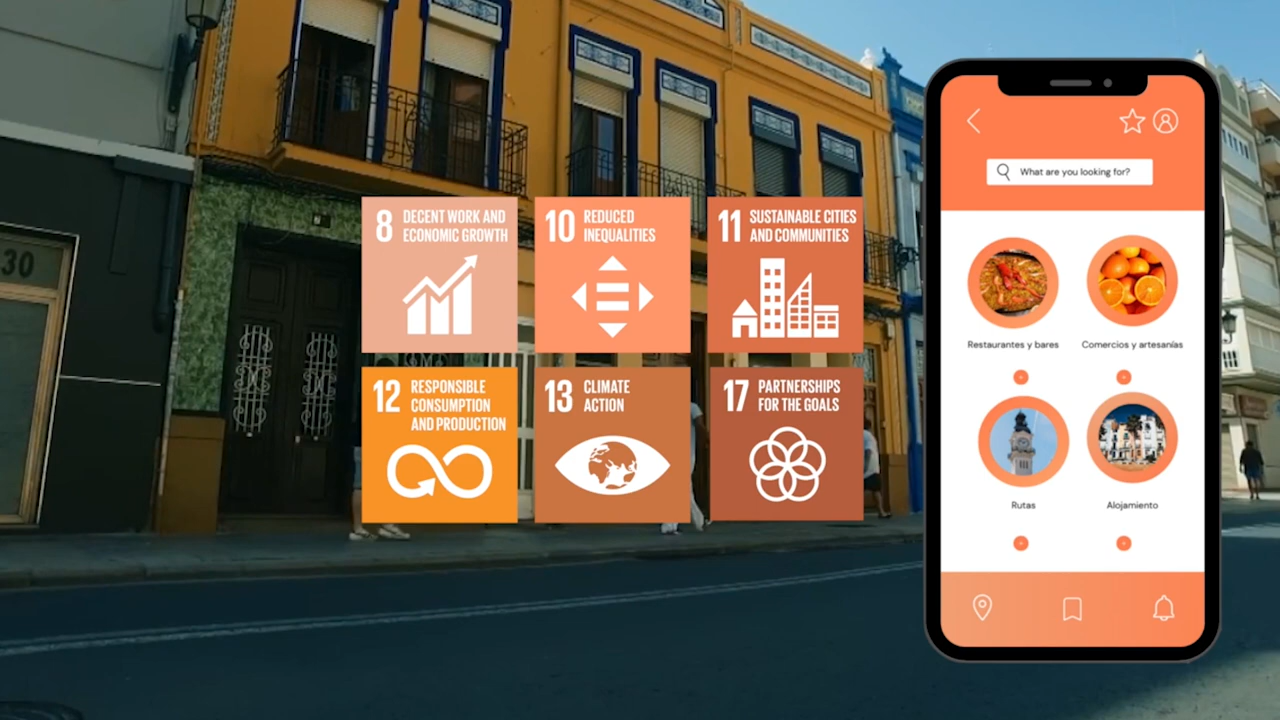 30
8 DECENT WORK AND
ECONOMIC GROWTH
10 REDUCED
INEQUALITIES
11 SUSTAINABLE CITIES
AND COMMUNITIES
12 RESPONSIBLE
CONSUMPTION
AND PRODUCTION
13 CLIMATE
ACTION
17 PARTNERSHIPS
FOR THE GOALS
What are you looking for?
Restaurantes y bares
Comercios y artesanías
Rutas
Alojamiento